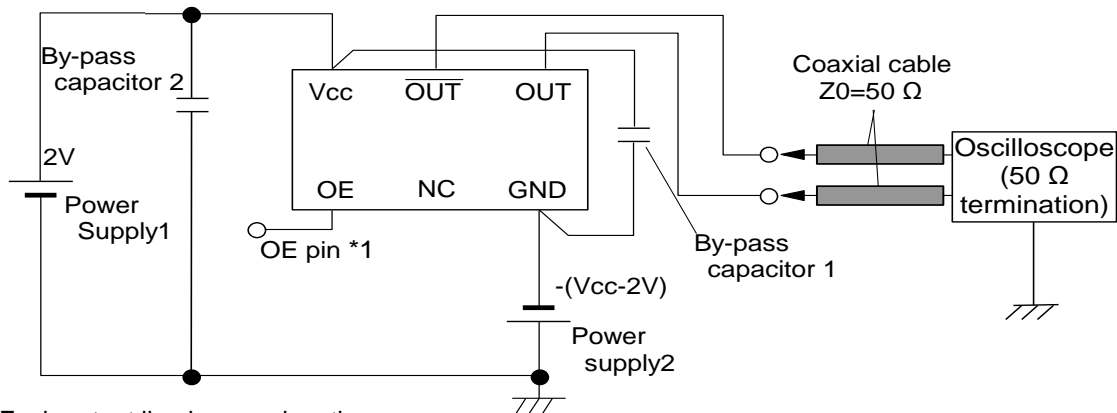 By-pass
capacitor 2
2V
Power
Supply1
Vcc
OUT
OUT
OE
NC
GND
OE pin *1
-(Vcc-2V)
Power
supply2
By-pass
capacitor 1
Coaxial cable
Z0=50 Ω
Oscilloscope
(50 Ω
termination)